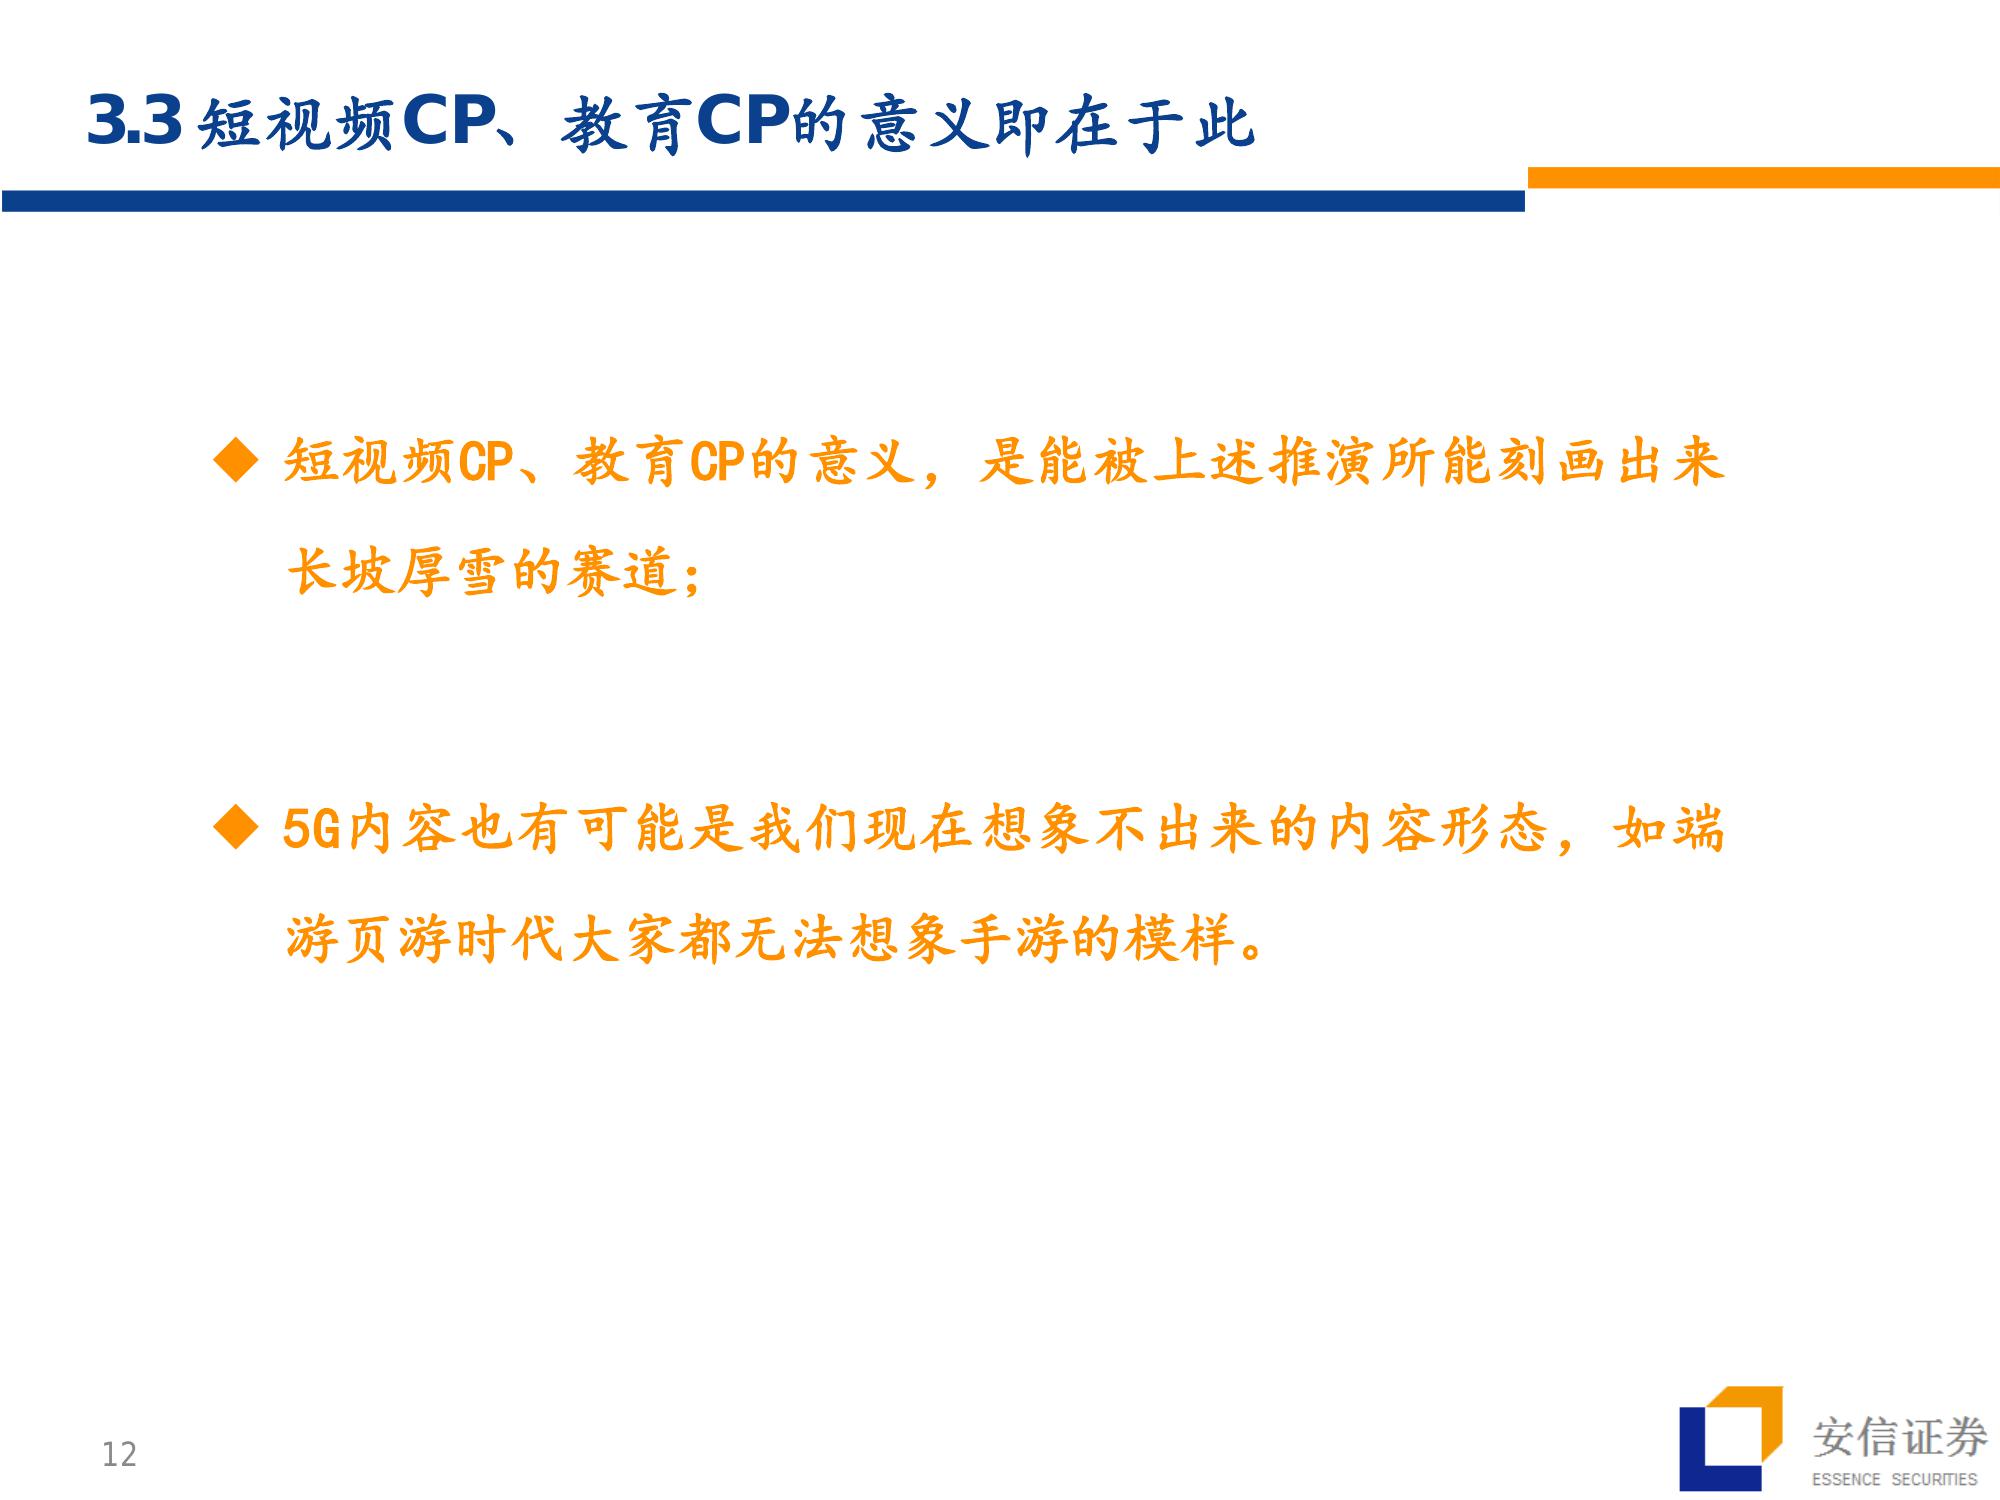 3.3 短视频CP、教育CP的意义即在于此
◆ 短视频CP、教育CP的意义，是能被上述推演所能刻画出来
长坡厚雪的赛道；
◆ 5G内容也有可能是我们现在想象不出来的内容形态，如端
游页游时代大家都无法想象手游的模样。
12
安信证券
ESSENCE SECURITIES